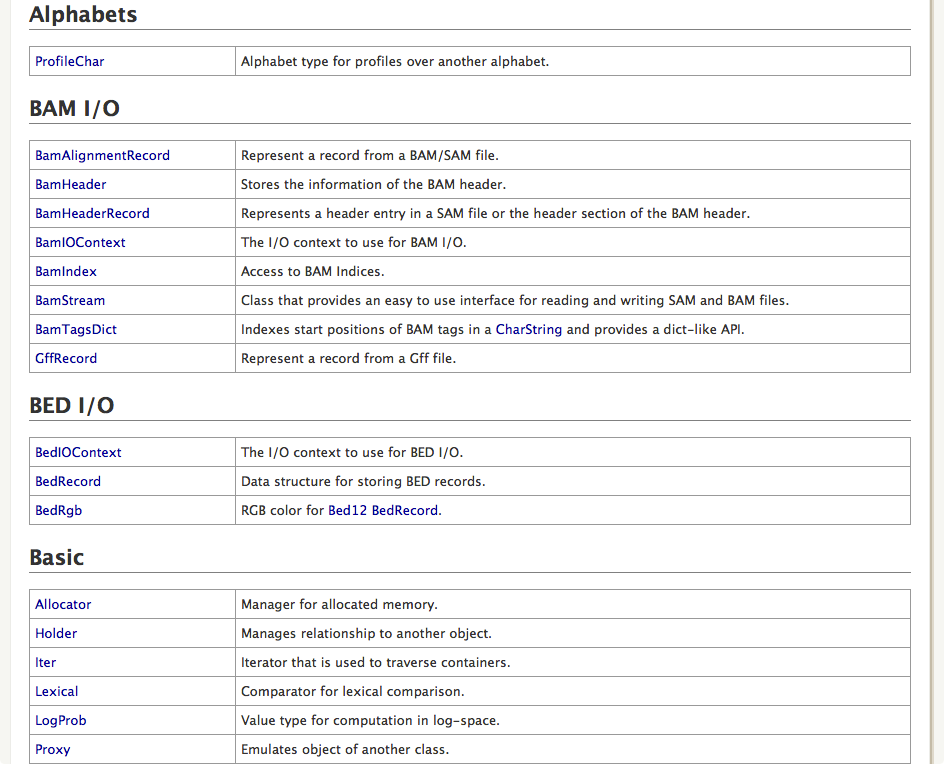 Alphabets
ProfileChar Alphabet type for profiles over another alphabet.
BAM I/O
BamAlignmentRecord Represent a record from a BAM/SAM file.
BamHeader Stores the information of the BAM header.
BamHeaderRecord Represents a header entry in a SAM file or the header section of the BAM header.
BamIOContext The I/O context to use for BAM I/O.
BamIndex Access to BAM Indices.
BamStream Class that provides an easy to use interface for reading and writing SAM and BAM files.
BamTagsDict Indexes start positions of BAM tags in a CharString and provides a dict-like API.
GffRecord Represent a record from a Gff file.
BED I/O
BedIOContext The I/O context to use for BED I/O.
BedRecord Data structure for storing BED records.
BedRgb RGB color for Bed12 BedRecord.
Basic
Allocator Manager for allocated memory.
Holder Manages relationship to another object.
Iter Iterator that is used to traverse containers.
Lexical Comparator for lexical comparison.
LogProb Value type for computation in log-space.
Proxy Emulates object of another class.